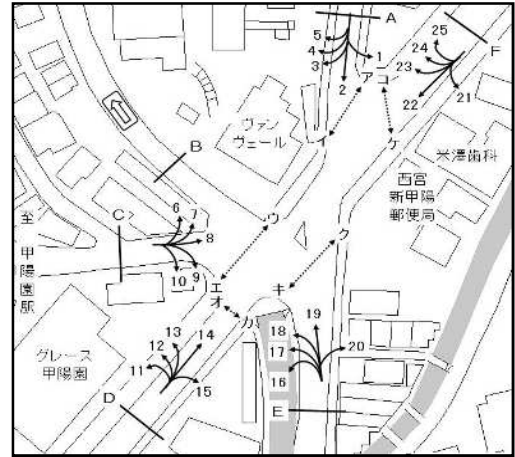 A
5
4
3
2
1
アコ
25
24
23
22
21
F
B
ヴァン
ヴェール
イ
ケ
米澤歯科
西宮
新甲陽
郵便局
C
6
7
8
9
10
至
甲陽園駅
ウ
ク
エ
オ
カ
キ
グレース
甲陽園
11
12
13
14
15
D
19
18
17
16
20
E